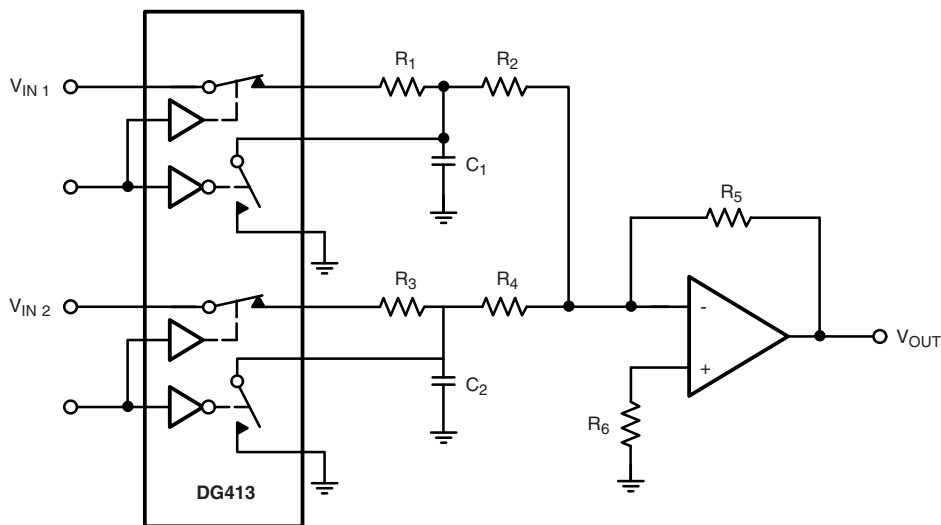 V_IN 1
R_1
R_2
C_1
R_5
V_IN 2
R_3
R_4
-
V_OUT
+
C_2
R_6
DG413